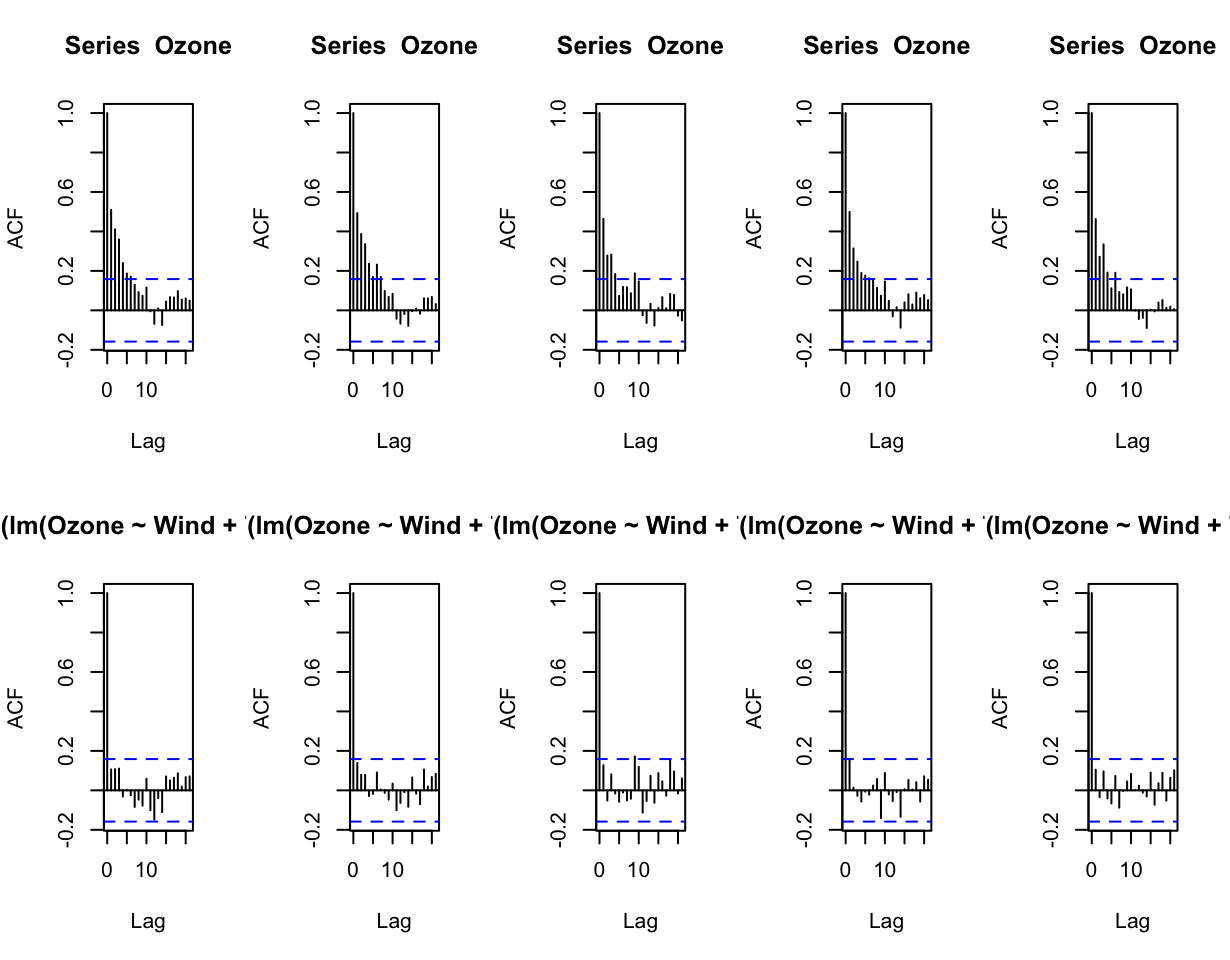 Series Ozone Series Ozone Series Ozone Series Ozone Series Ozone
ACF ACF ACF ACF ACF
-0.2 0.2 0.6 1.0 -0.2 0.2 0.6 1.0 -0.2 0.2 0.6 1.0 -0.2 0.2 0.6 1.0 -0.2 0.2 0.6 1.0
0 10 0 10 0 10 0 10 0 10
Lag Lag Lag Lag Lag
(lm(Ozone ~ Wind + (lm(Ozone ~ Wind + (lm(Ozone ~ Wind + (lm(Ozone ~ Wind + (lm(Ozone ~ Wind +
ACF ACF ACF ACF ACF
-0.2 0.2 0.6 1.0 -0.2 0.2 0.6 1.0 -0.2 0.2 0.6 1.0 -0.2 0.2 0.6 1.0 -0.2 0.2 0.6 1.0
0 10 0 10 0 10 0 10 0 10
Lag Lag Lag Lag Lag